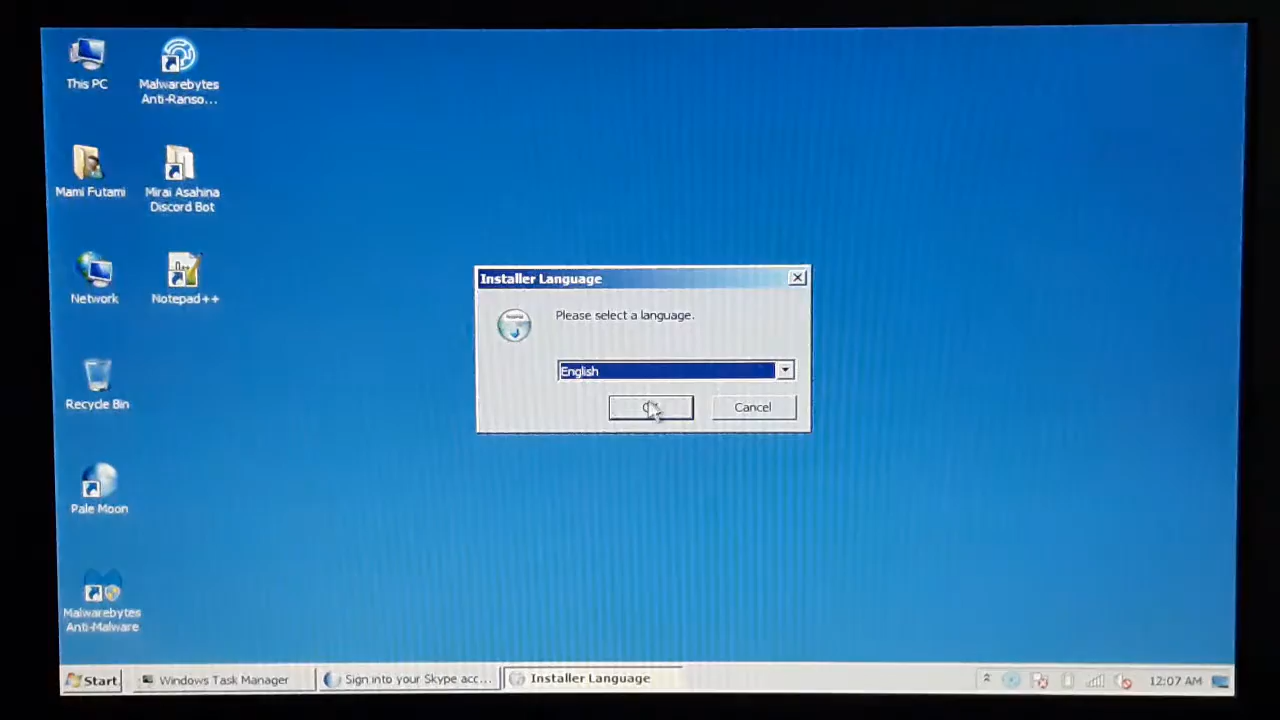 This PC
Malwarebytes
Anti-Ranso...
Mami Futami
Mirai Asahina
Discord Bot
Network
Notepad++
Recycle Bin
Pale Moon
Malwarebytes
Anti-Malware
Installer Language
Please select a language.
English
Cancel
Start
Windows Task Manager
Sign into your Skype acc...
Installer Language
12:07 AM